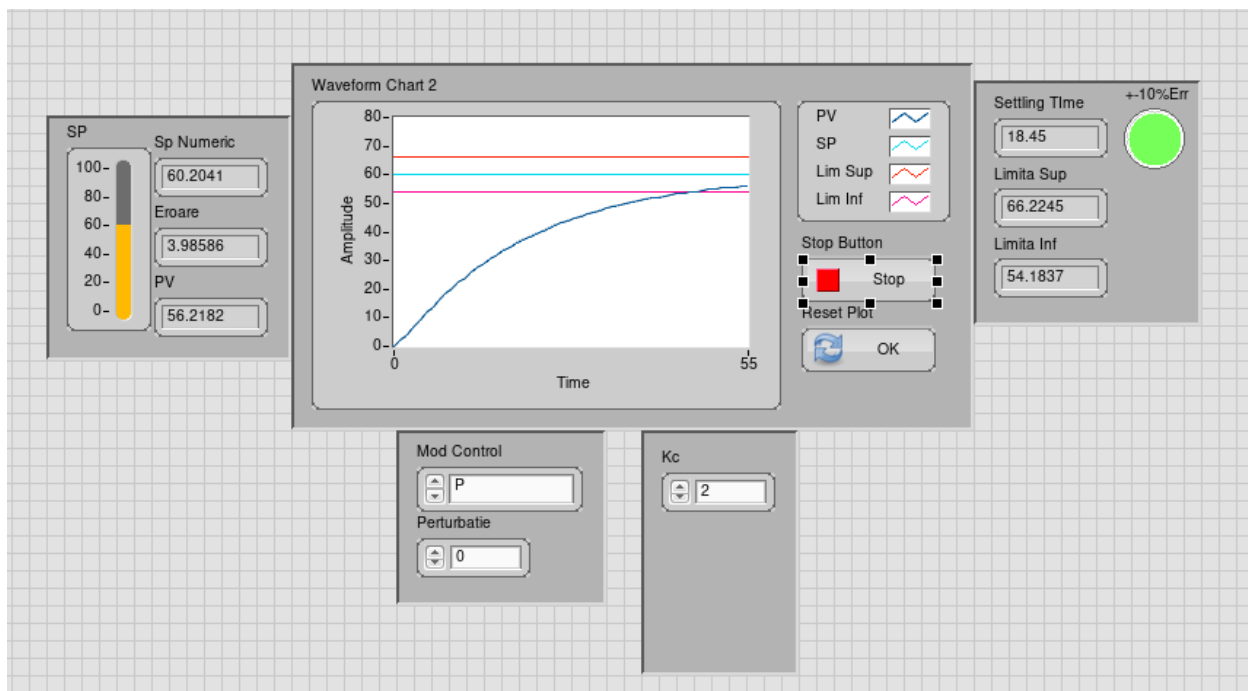 SP
100-
80-
60-
40-
20-
0-
Sp Numeric
60.2041
Eroare
3.98586
PV
56.2182
Waveform Chart 2
Amplitude
80-
70-
60-
50-
40-
30-
20-
10-
0-
0
55
Time
PV
SP
Lim Sup
Lim Inf
Stop Button
Stop
Reset Plot
OK
Settling TIme
18.45
+-10%Err
Limita Sup
66.2245
Limita Inf
54.1837
Mod Control
P
Perturbatie
0
Kc
2